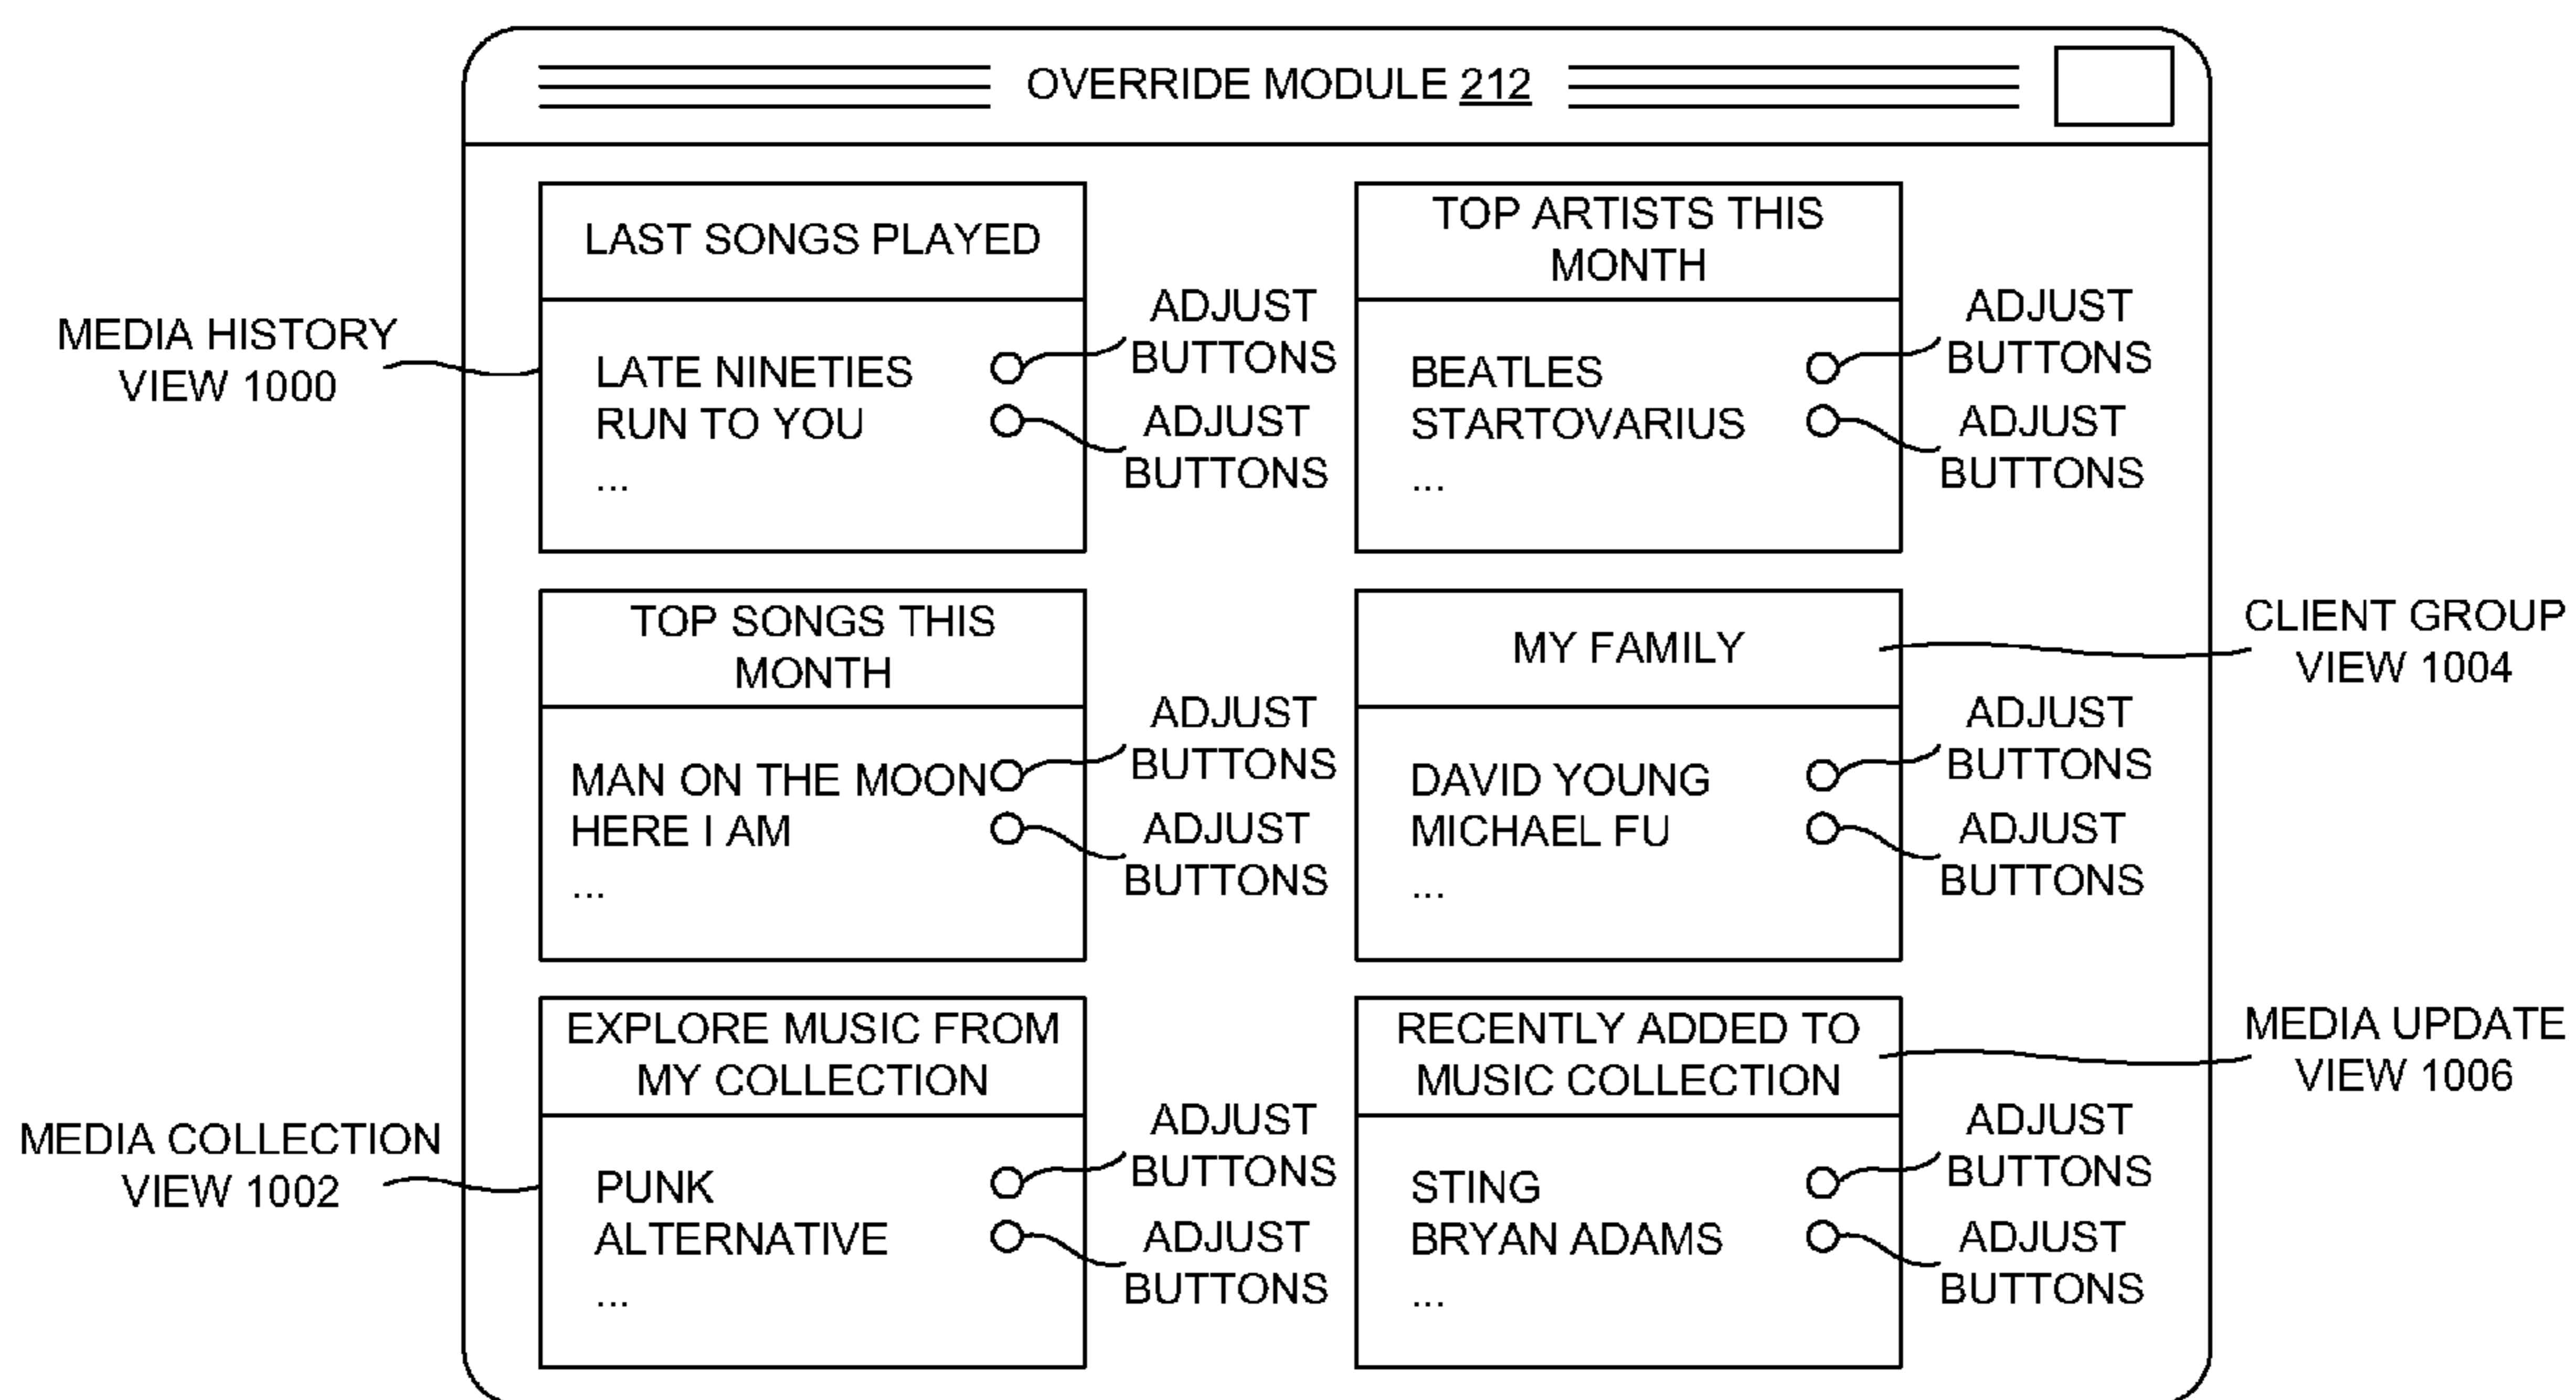 OVERRIDE MODULE 212
LAST SONGS PLAYED
MEDIA HISTORY
VIEW 1000
LATE NINETIES
RUN TO YOU
...
ADJUST
BUTTONS
ADJUST
BUTTONS
TOP ARTISTS THIS
MONTH
BEATLES
STARTOVARIUS
...
ADJUST
BUTTONS
ADJUST
BUTTONS
TOP SONGS THIS
MONTH
MAN ON THE MOON
HERE I AM
...
ADJUST
BUTTONS
ADJUST
BUTTONS
MY FAMILY
CLIENT GROUP
VIEW 1004
DAVID YOUNG
MICHAEL FU
...
ADJUST
BUTTONS
ADJUST
BUTTONS
EXPLORE MUSIC FROM
MY COLLECTION
MEDIA COLLECTION
VIEW 1002
PUNK
ALTERNATIVE
...
ADJUST
BUTTONS
ADJUST
BUTTONS
RECENTLY ADDED TO
MUSIC COLLECTION
MEDIA UPDATE
VIEW 1006
STING
BRYAN ADAMS
...
ADJUST
BUTTONS
ADJUST
BUTTONS